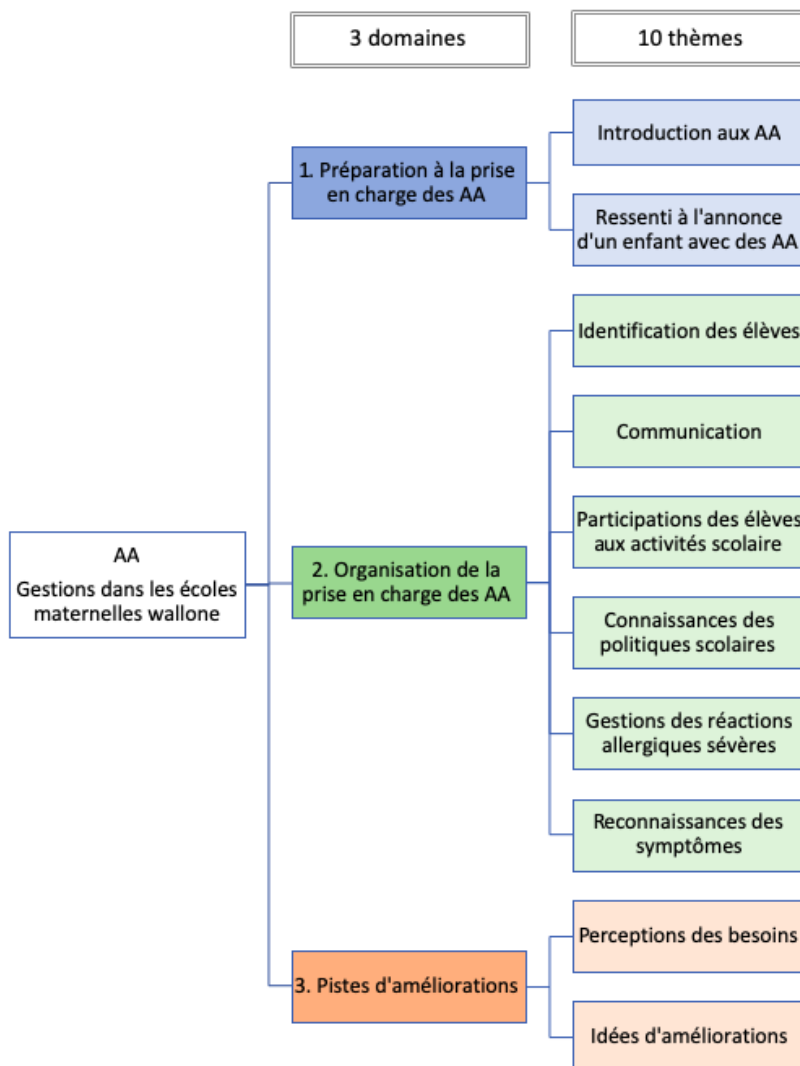 3 domaines
10 thèmes
AA
Gestions dans les écoles
maternelles wallone
1. Préparation à la prise
en charge des AA
Introduction aux AA
Ressenti à l'annonce
d'un enfant avec des AA
2. Organisation de la
prise en charge des AA
Identification des élèves
Communication
Participations des élèves
aux activités scolaire
Connaissances des
politiques scolaires
Gestions des réactions
allergiques sévères
Reconnaissances des
symptômes
3. Pistes d'améliorations
Perceptions des besoins
Idées d'améliorations